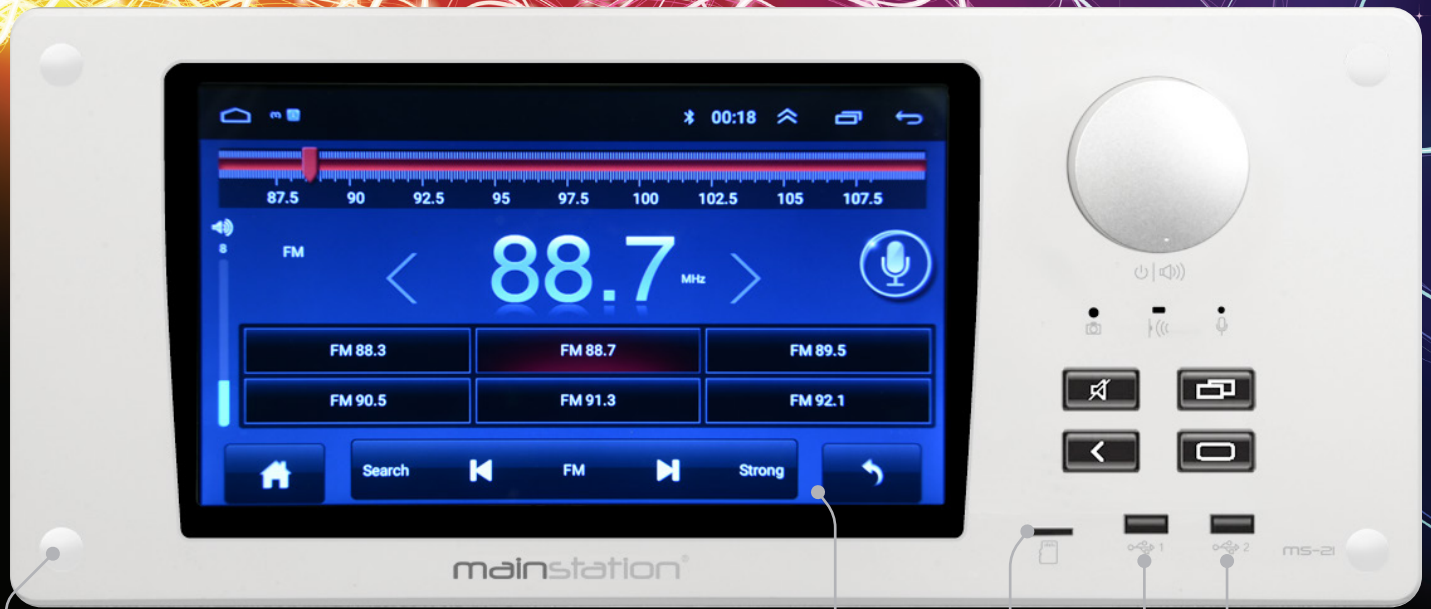 00:18
87.5 90 92.5 95 97.5 100 102.5 105 107.5
8
FM
88.7 MHz
FM 88.3 FM 88.7 FM 89.5
FM 90.5 FM 91.3 FM 92.1
Search FM Strong
1 2
ms-21
mainstation®